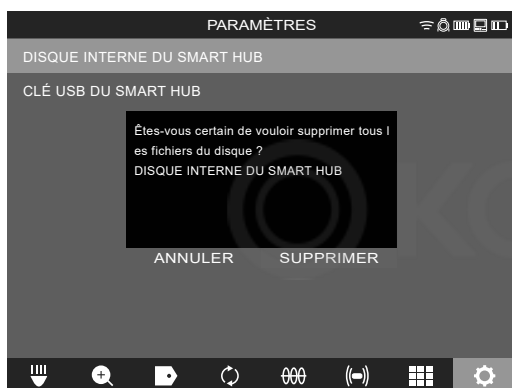 PARAMÈTRES
DISQUE INTERNE DU SMART HUB
CLÉ USB DU SMART HUB
Êtes-vous certain de vouloir supprimer tous l
es fichiers du disque ?
DISQUE INTERNE DU SMART HUB
ANNULER SUPPRIMER